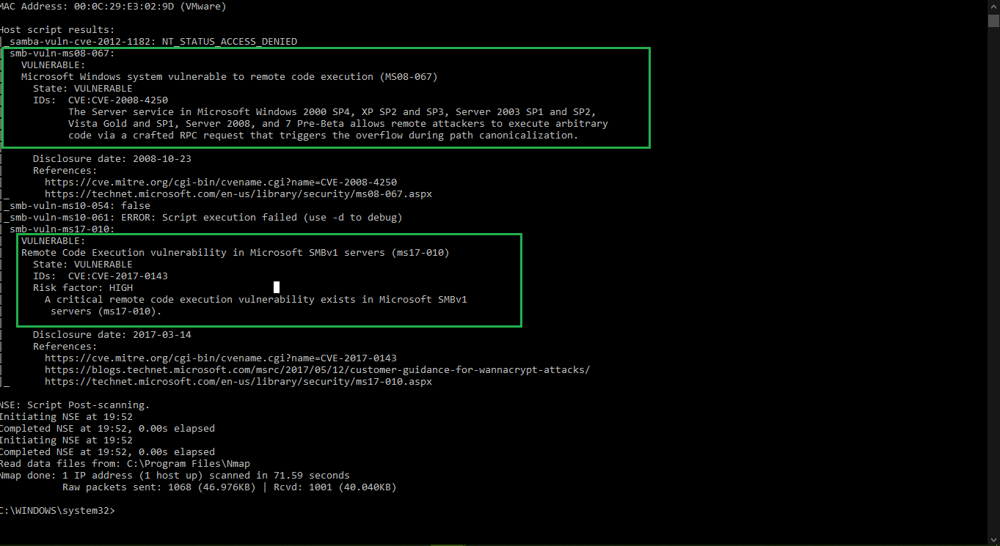 MAC Address: 00:0C:29:E3:02:9D (VMware)
Host script results:
|_samba-vuln-cve-2012-1182: NT_STATUS_ACCESS_DENIED
| smb-vuln-ms08-067:
|   VULNERABLE:
|   Microsoft Windows system vulnerable to remote code execution (MS08-067)
|     State: VULNERABLE
|     IDs:  CVE:CVE-2008-4250
|           The Server service in Microsoft Windows 2000 SP4, XP SP2 and SP3, Server 2003 SP1 and SP2,
|           Vista Gold and SP1, Server 2008, and 7 Pre-Beta allows remote attackers to execute arbitrary
|           code via a crafted RPC request that triggers the overflow during path canonicalization.
|
|     Disclosure date: 2008-10-23
|     References:
|       https://cve.mitre.org/cgi-bin/cvename.cgi?name=CVE-2008-4250
|_      https://technet.microsoft.com/en-us/library/security/ms08-067.aspx
|_smb-vuln-ms10-054: false
|_smb-vuln-ms10-061: ERROR: Script execution failed (use -d to debug)
| smb-vuln-ms17-010:
|   VULNERABLE:
|   Remote Code Execution vulnerability in Microsoft SMBv1 servers (ms17-010)
|     State: VULNERABLE
|     IDs:  CVE:CVE-2017-0143
|     Risk factor: HIGH
|       A critical remote code execution vulnerability exists in Microsoft SMBv1
|        servers (ms17-010).
|
|     Disclosure date: 2017-03-14
|     References:
|       https://cve.mitre.org/cgi-bin/cvename.cgi?name=CVE-2017-0143
|       https://blogs.technet.microsoft.com/msrc/2017/05/12/customer-guidance-for-wannacrypt-attacks/
|_      https://technet.microsoft.com/en-us/library/security/ms17-010.aspx
NSE: Script Post-scanning.
Initiating NSE at 19:52
Completed NSE at 19:52, 0.00s elapsed
Initiating NSE at 19:52
Completed NSE at 19:52, 0.00s elapsed
Read data files from: C:\Program Files\Nmap
Nmap done: 1 IP address (1 host up) scanned in 71.59 seconds
           Raw packets sent: 1068 (46.976KB) | Rcvd: 1001 (40.040KB)
C:\WINDOWS\system32>